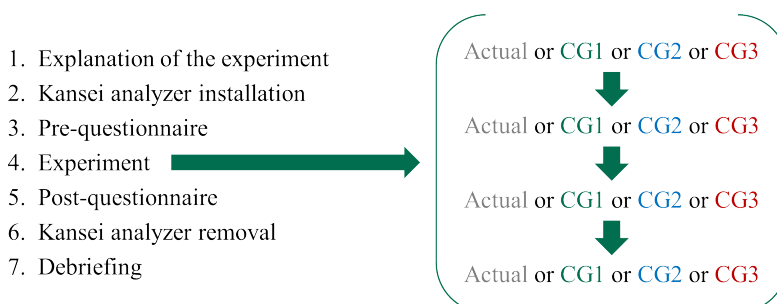 1. Explanation of the experiment
2. Kansei analyzer installation
3. Pre-questionnaire
4. Experiment
5. Post-questionnaire
6. Kansei analyzer removal
7. Debriefing
Actual or CG1 or CG2 or CG3
Actual or CG1 or CG2 or CG3
Actual or CG1 or CG2 or CG3
Actual or CG1 or CG2 or CG3